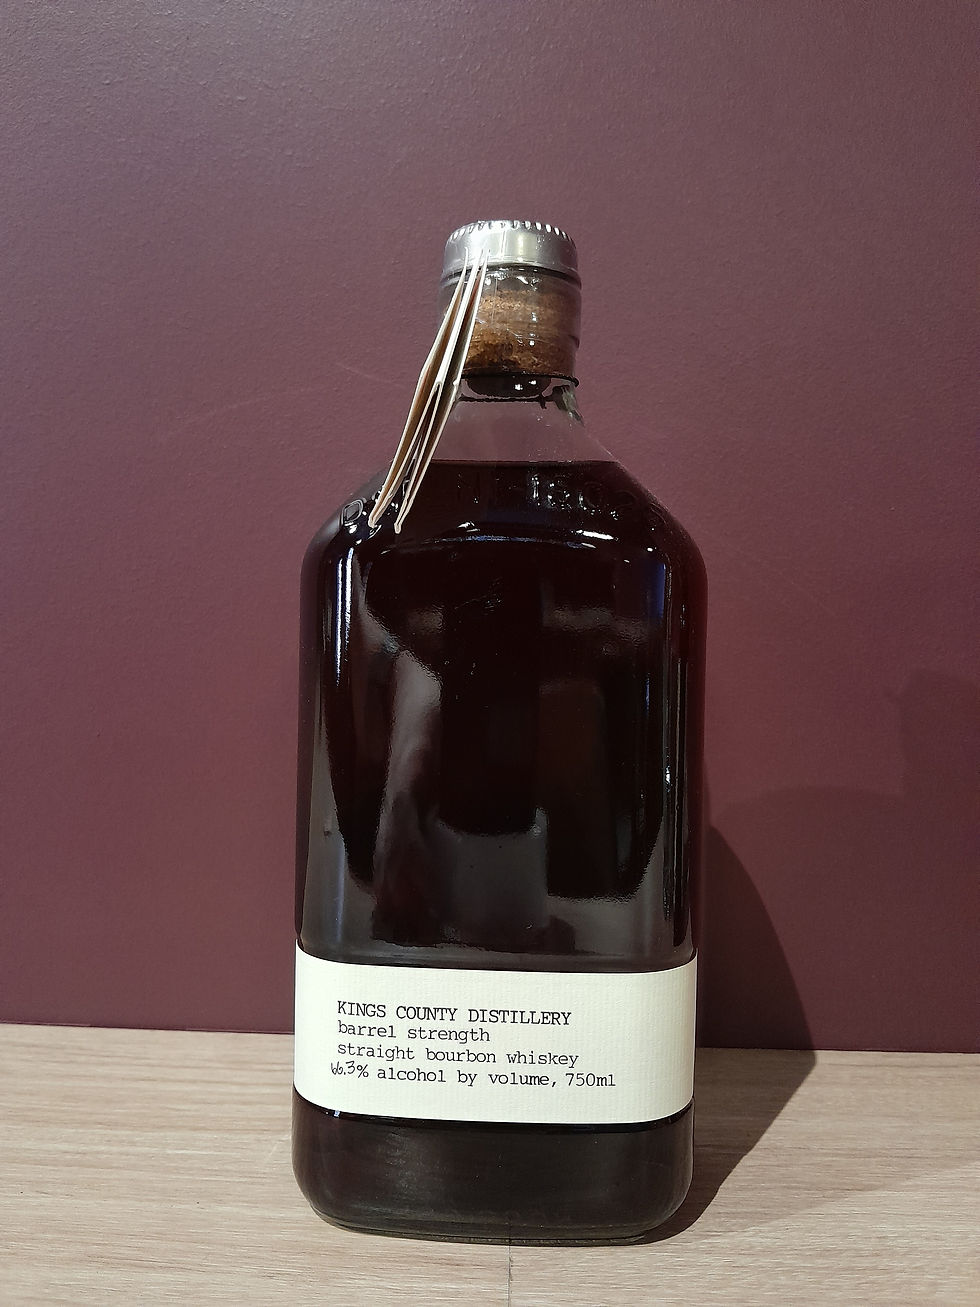 KINGS COUNTY DISTILLERY
barrel strength
straight bourbon whiskey
66.3% alcohol by volume, 750ml